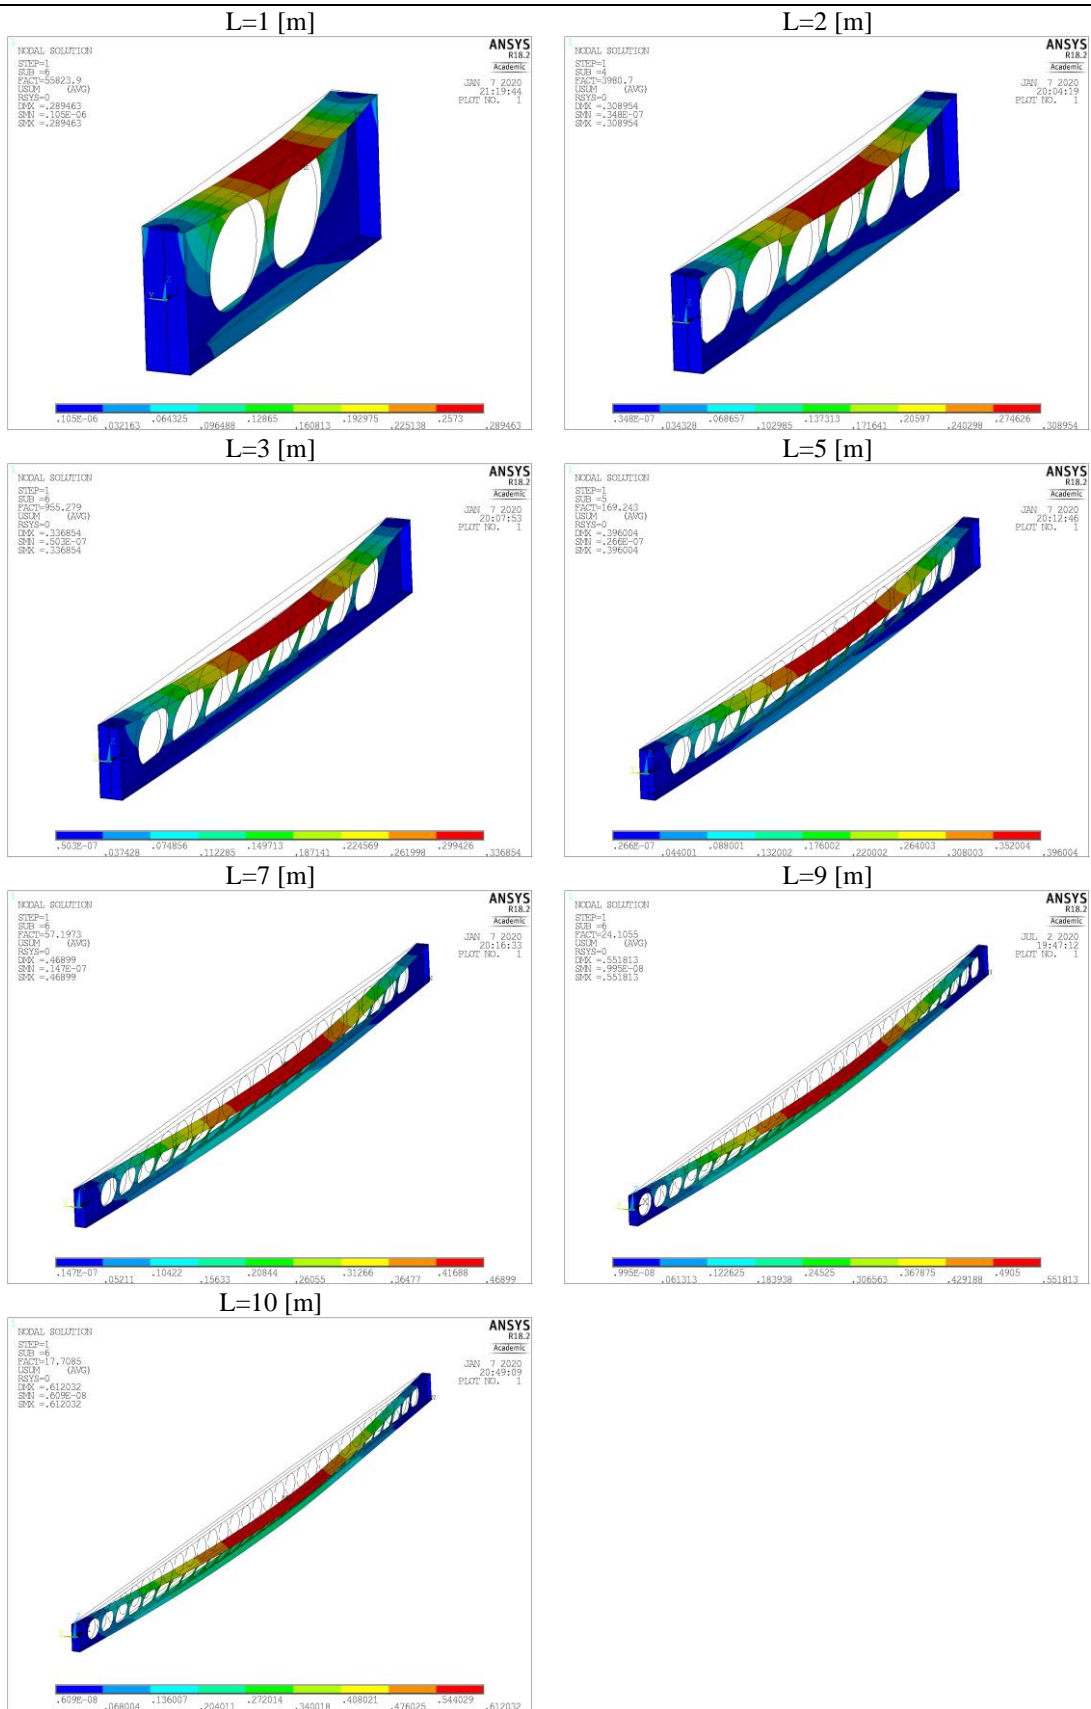 L=1 [m]
1
NODAL SOLUTION
STEP=1
SUB =6
FACT=55823.9
USUM (AVG)
RSYS=0
DMX =.289463
SMN =.105E-06
SMX =.289463
ANSYS
R18.2
Academic
JAN 7 2020
21:19:44
PLOT NO. 1
Z
Y
.105E-06 .064325 .12865 .192975 .2573
.032163 .096488 .160813 .225138 .289463
L=2 [m]
1
NODAL SOLUTION
STEP=1
SUB =4
FACT=3980.7
USUM (AVG)
RSYS=0
DMX =.308954
SMN =.348E-07
SMX =.308954
ANSYS
R18.2
Academic
JAN 7 2020
20:04:19
PLOT NO. 1
Z
.348E-07 .068657 .137313 .20597 .274626
.034328 .102985 .171641 .240298 .308954
L=3 [m]
1
NODAL SOLUTION
STEP=1
SUB =6
FACT=955.279
USUM (AVG)
RSYS=0
DMX =.336854
SMN =.503E-07
SMX =.336854
ANSYS
R18.2
Academic
JAN 7 2020
20:07:53
PLOT NO. 1
Z
.503E-07 .074856 .149713 .224569 .299426
.037428 .112285 .187141 .261998 .336854
L=5 [m]
1
NODAL SOLUTION
STEP=1
SUB =5
FACT=169.243
USUM (AVG)
RSYS=0
DMX =.396004
SMN =.266E-07
SMX =.396004
ANSYS
R18.2
Academic
JAN 7 2020
20:12:46
PLOT NO. 1
Z
.266E-07 .088001 .176002 .264003 .352004
.044001 .132002 .220002 .308003 .396004
L=7 [m]
1
NODAL SOLUTION
STEP=1
SUB =6
FACT=57.1973
USUM (AVG)
RSYS=0
DMX =.46899
SMN =.147E-07
SMX =.46899
ANSYS
R18.2
Academic
JAN 7 2020
20:16:33
PLOT NO. 1
Z
Y
.147E-07 .10422 .20844 .31266 .41688
.05211 .15633 .26055 .36477 .46899
L=9 [m]
1
NODAL SOLUTION
STEP=1
SUB =6
FACT=24.1055
USUM (AVG)
RSYS=0
DMX =.551813
SMN =.995E-08
SMX =.551813
ANSYS
R18.2
Academic
JUL 2 2020
19:47:12
PLOT NO. 1
Z
Y X
.995E-08 .122625 .24525 .367875 .4905
.061313 .183938 .306563 .429188 .551813
L=10 [m]
1
NODAL SOLUTION
STEP=1
SUB =6
FACT=17.7085
USUM (AVG)
RSYS=0
DMX =.612032
SMN =.609E-08
SMX =.612032
ANSYS
R18.2
Academic
JAN 7 2020
20:49:09
PLOT NO. 1
Z
Y
.609E-08 .136007 .272014 .408021 .544029
.068004 .204011 .340018 .476025 .612032